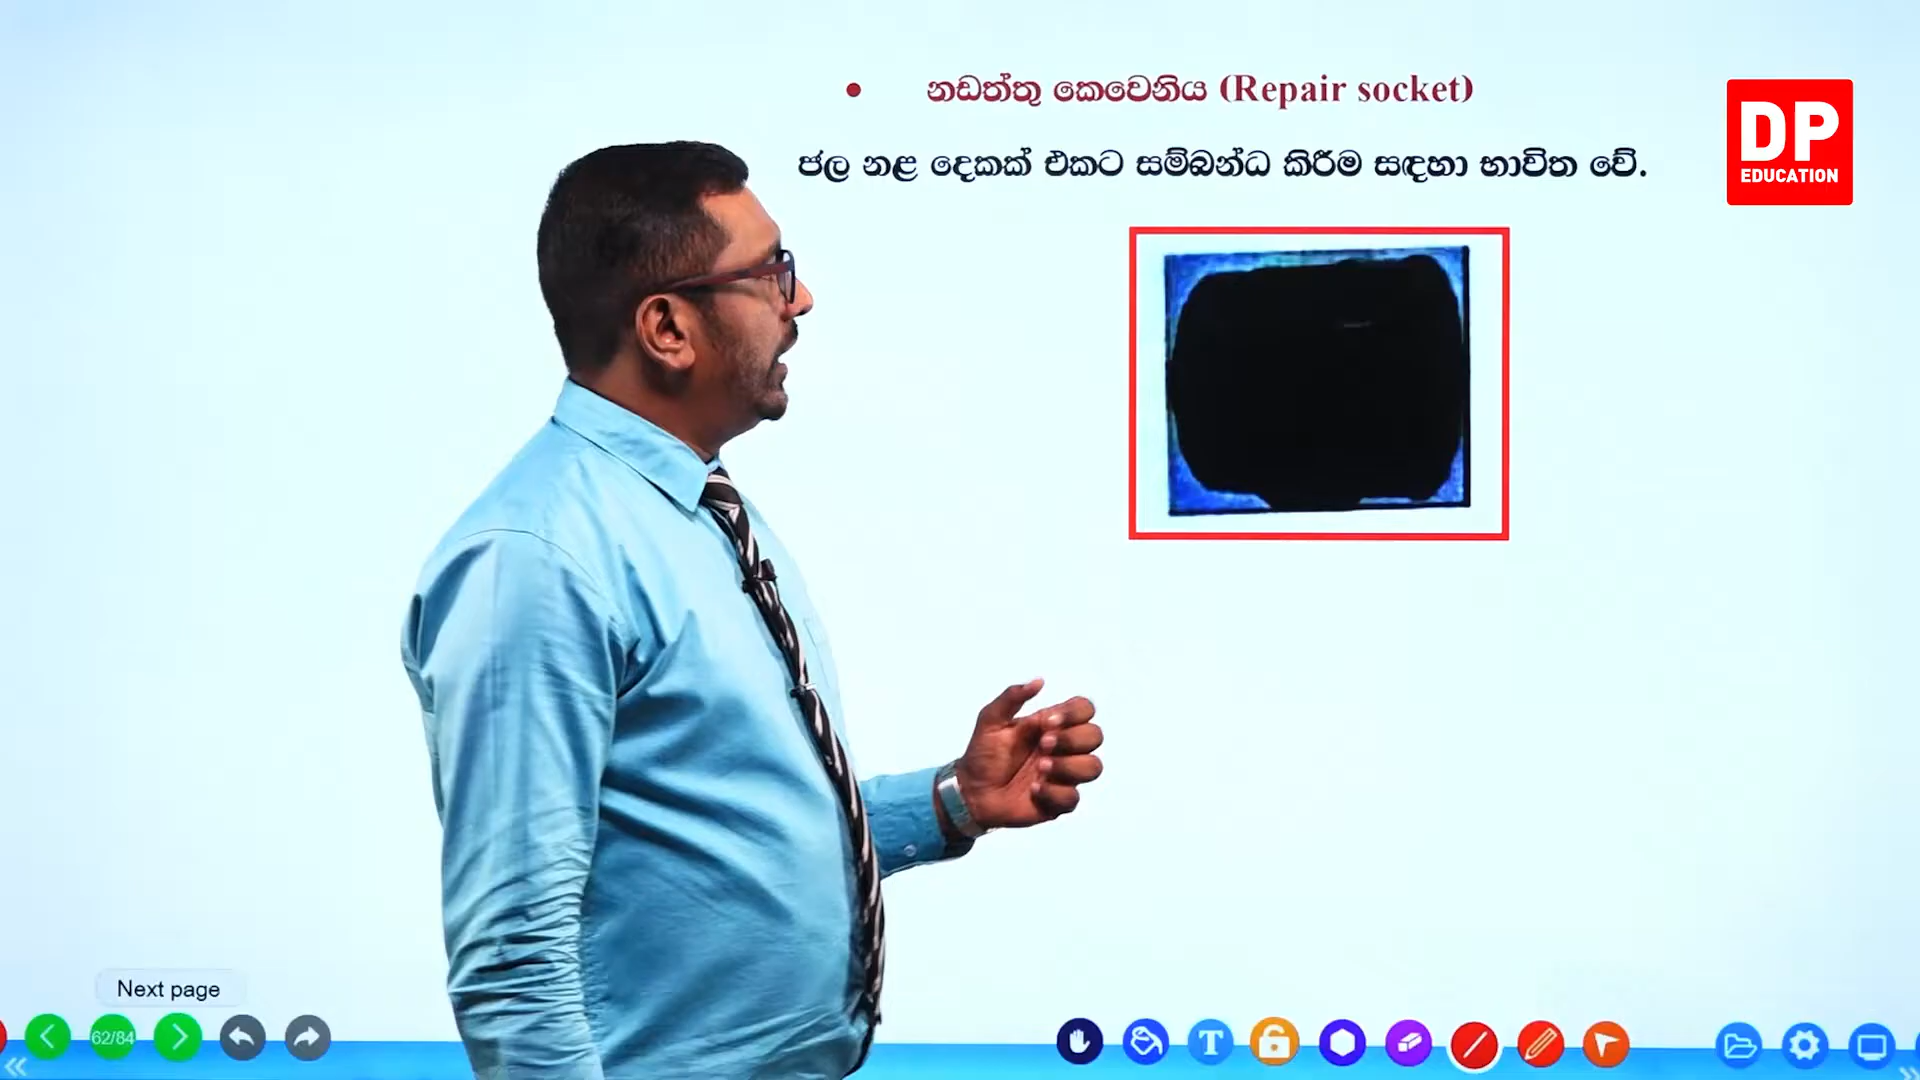 • නඩත්තු කෙවෙනිය (Repair socket)
ජල නළ දෙකක් එකට සම්බන්ධ කිරීම සඳහා භාවිත වේ.
DP
EDUCATION
Next page
62/84
T